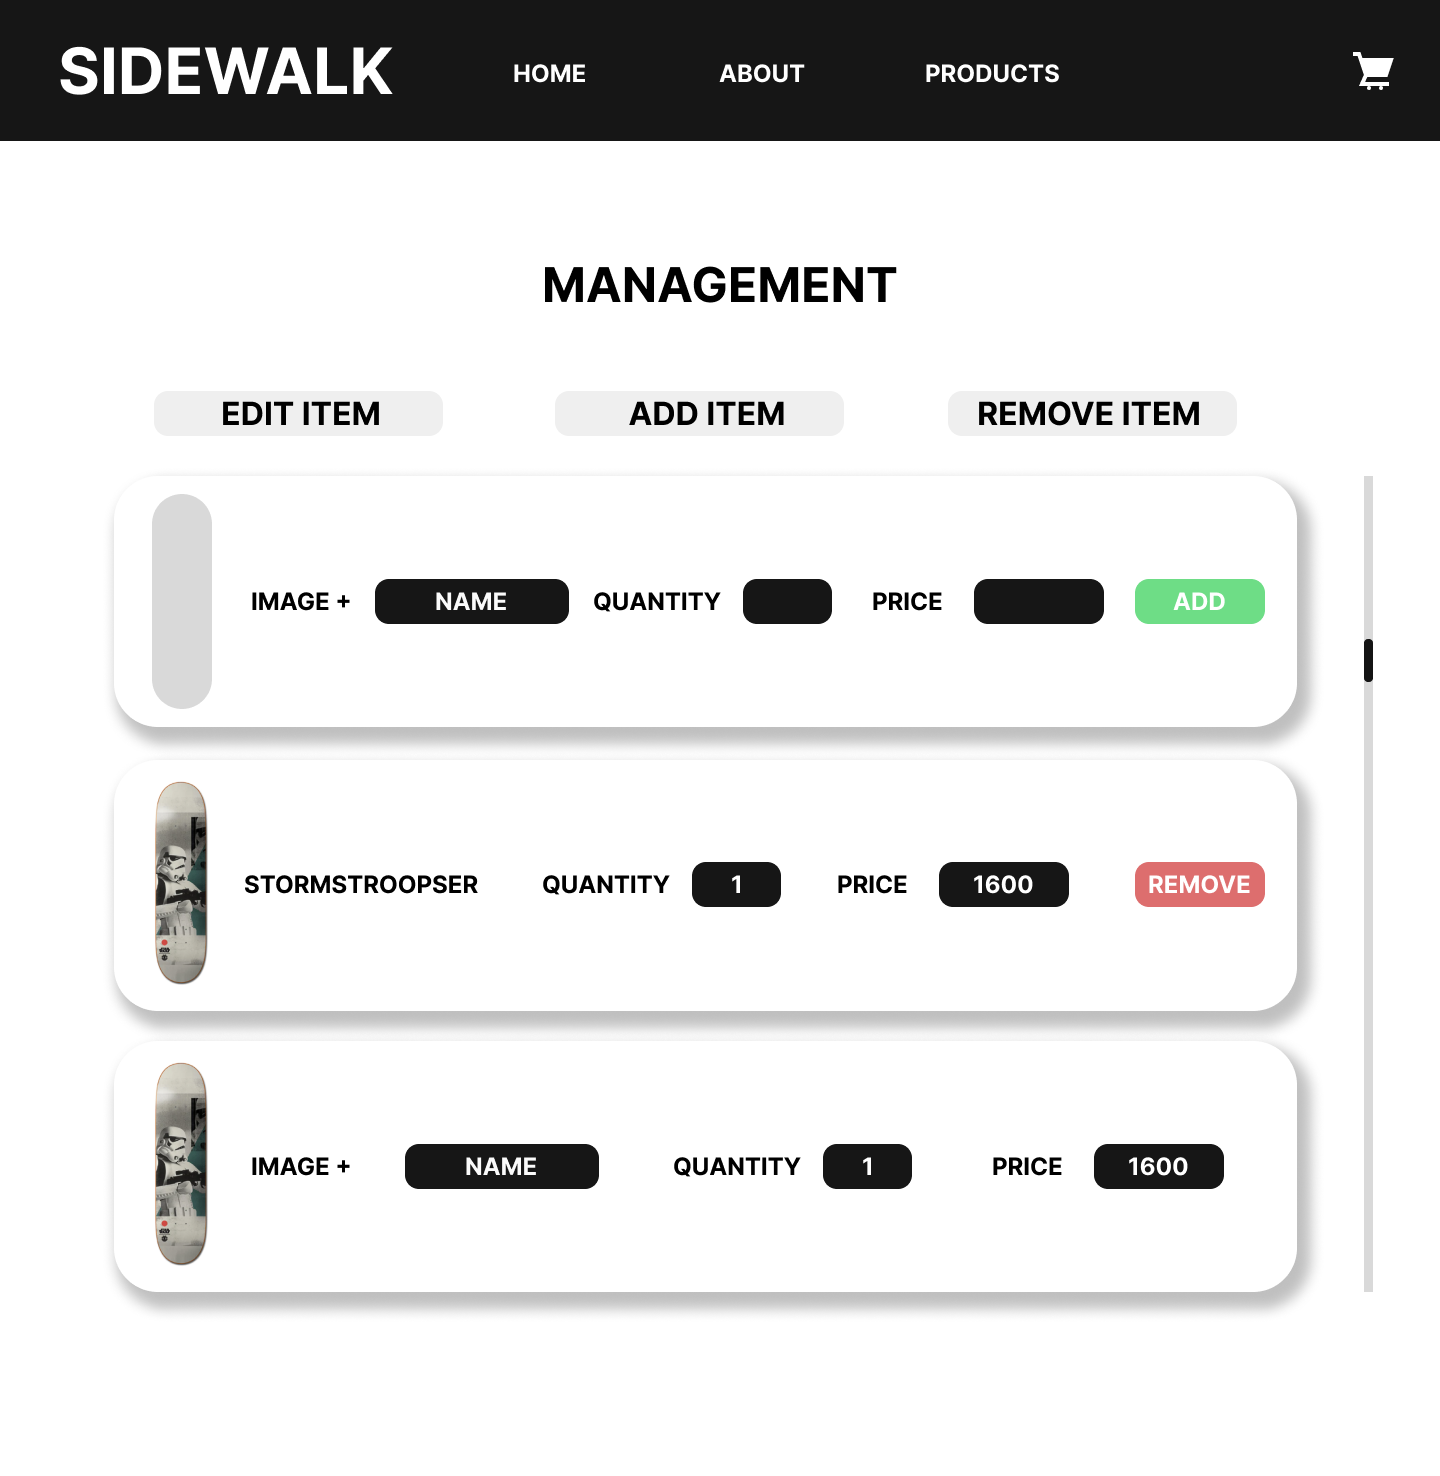 SIDEWALK HOME ABOUT PRODUCTS
MANAGEMENT
EDIT ITEM ADD ITEM REMOVE ITEM
IMAGE + NAME QUANTITY PRICE ADD
STORMSTROOPSER QUANTITY 1 PRICE 1600 REMOVE
IMAGE + NAME QUANTITY 1 PRICE 1600